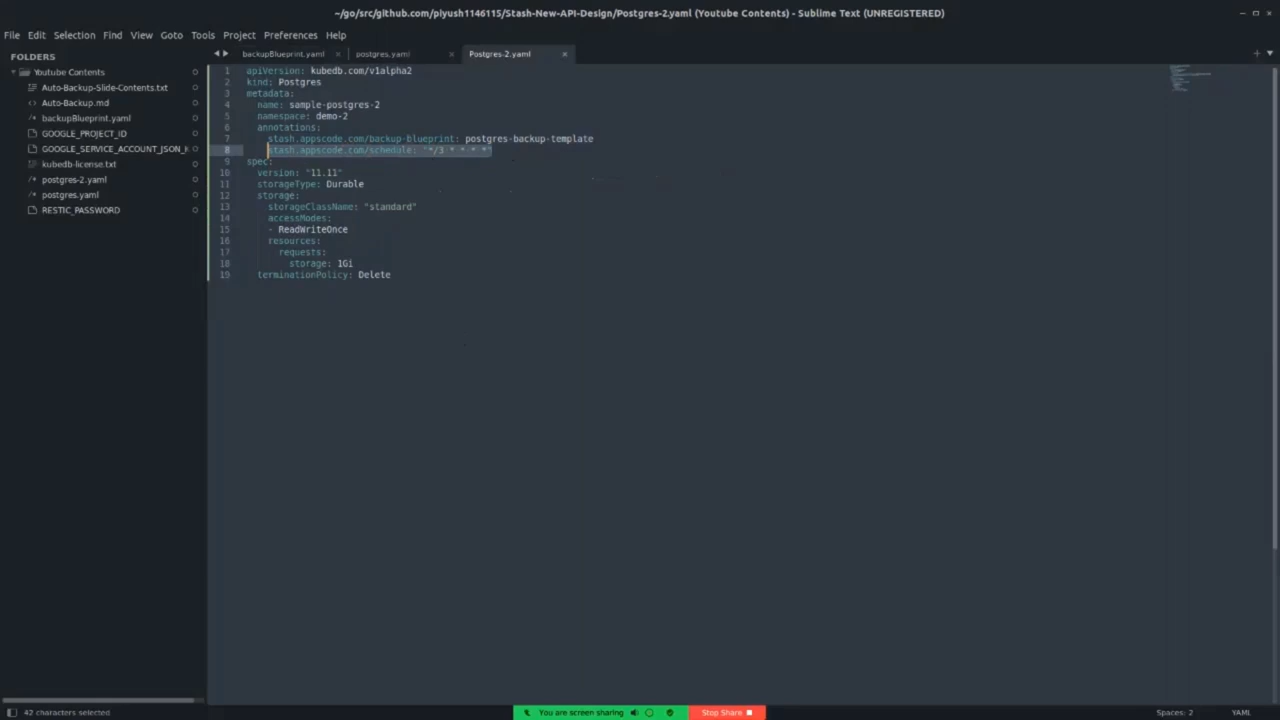 ~/go/src/github.com/piyush1146115/Stash-New-API-Design/Postgres-2.yaml (Youtube Contents) - Sublime Text (UNREGISTERED)
File Edit Selection Find View Goto Tools Project Preferences Help
FOLDERS
Youtube Contents
Auto-Backup-Slide-Contents.txt
Auto-Backup.md
backupBlueprint.yaml
GOOGLE_PROJECT_ID
GOOGLE_SERVICE_ACCOUNT_JSON_K
kubedb-license.txt
postgres-2.yaml
postgres.yaml
RESTIC_PASSWORD
backupBlueprint.yaml postgres.yaml Postgres-2.yaml
1 apiVersion: kubedb.com/v1alpha2
2 kind: Postgres
3 metadata:
4 name: sample-postgres-2
5 namespace: demo-2
6 annotations:
7 stash.appscode.com/backup-blueprint: postgres-backup-template
8 stash.appscode.com/schedule: "*/3 * * * *"
9 spec:
10 version: "11.11"
11 storageType: Durable
12 storage:
13 storageClassName: "standard"
14 accessModes:
15 - ReadWriteOnce
16 resources:
17 requests:
18 storage: 1Gi
19 terminationPolicy: Delete
42 characters selected
You are screen sharing
Stop Share
Spaces: 2
YAML